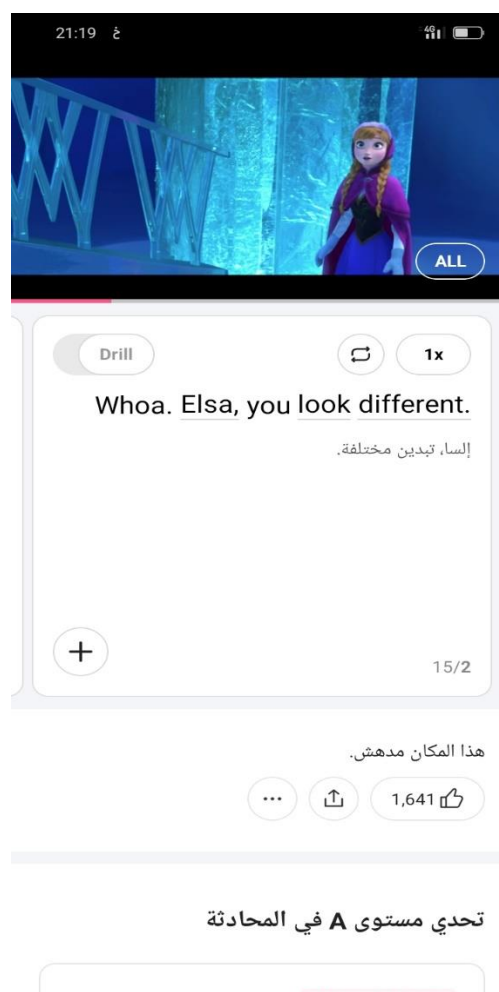 21:19 خ 4G
ALL
Drill 1x
Whoa. Elsa, you look different.
إلسا، تبدين مختلفة.
15/2
هذا المكان مدهش.
1,641
تحدي مستوى A في المحادثة